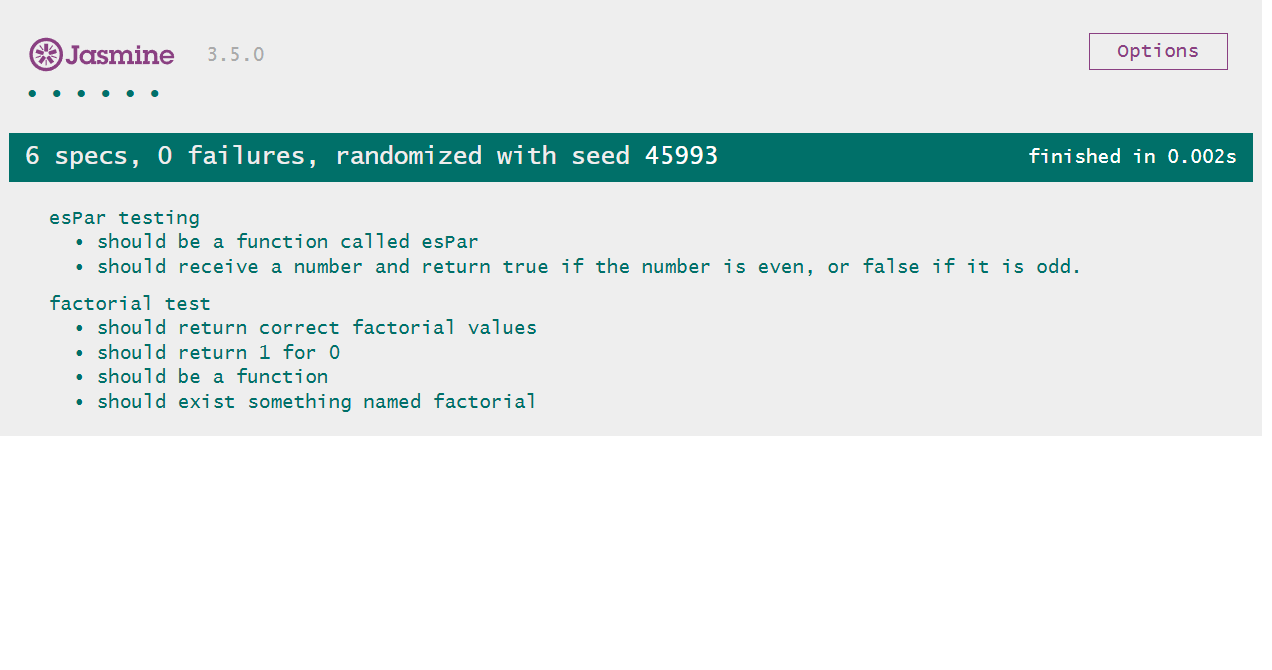 Jasmine 3.5.0 Options
• • • • • •
6 specs, 0 failures, randomized with seed 45993 finished in 0.002s
esPar testing
• should be a function called esPar
• should receive a number and return true if the number is even, or false if it is odd.
factorial test
• should return correct factorial values
• should return 1 for 0
• should be a function
• should exist something named factorial